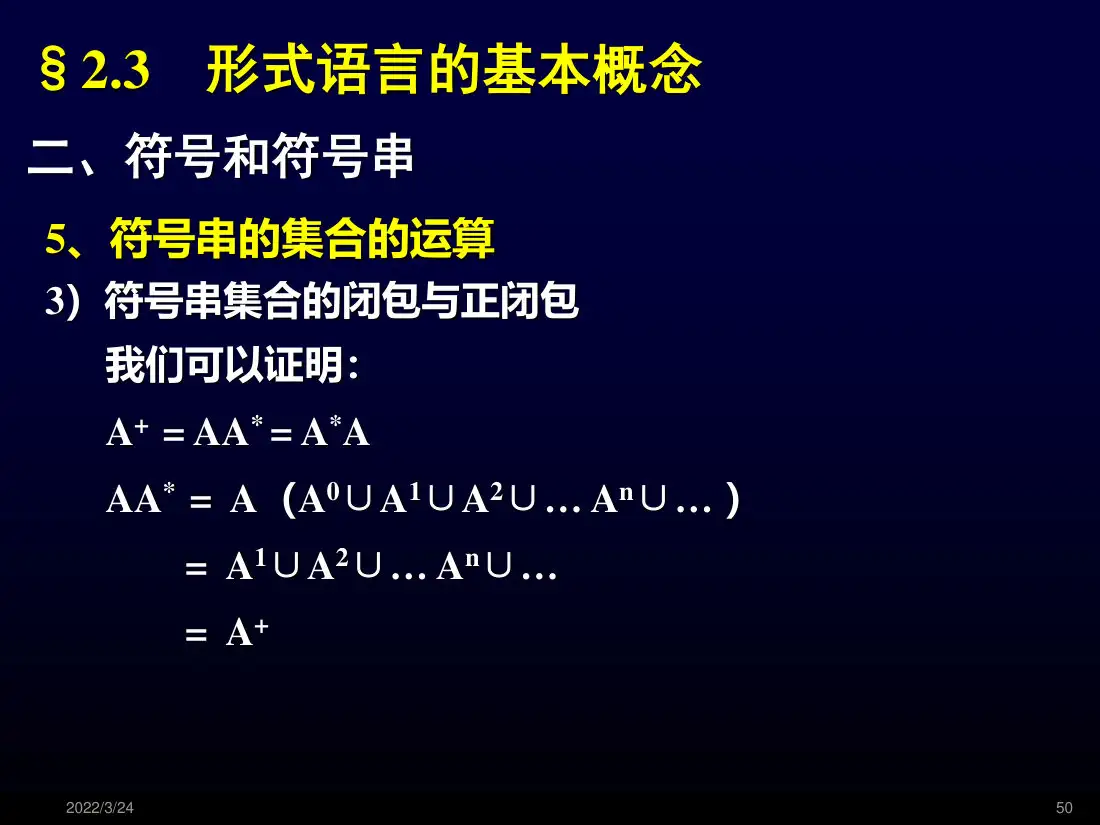 §2.3 形式语言的基本概念
二、符号和符号串
5、符号串的集合的运算
3）符号串集合的闭包与正闭包
我们可以证明：
A⁺ = AA* = A*A
AA* = A（A⁰∪A¹∪A²∪… Aⁿ∪… ）
= A¹∪A²∪… Aⁿ∪…
= A⁺
2022/3/24
50